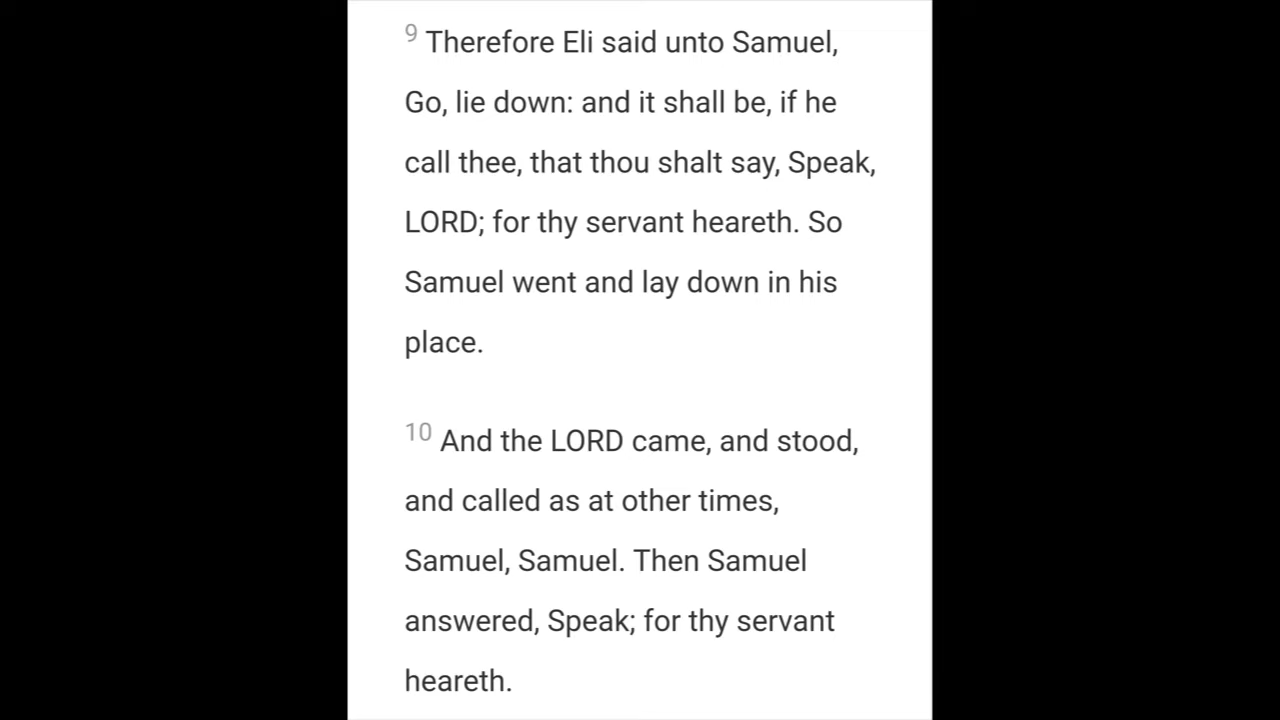 9 Therefore Eli said unto Samuel,
Go, lie down: and it shall be, if he
call thee, that thou shalt say, Speak,
LORD; for thy servant heareth. So
Samuel went and lay down in his
place.
10 And the LORD came, and stood,
and called as at other times,
Samuel, Samuel. Then Samuel
answered, Speak; for thy servant
heareth.